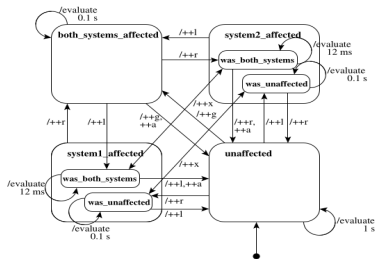 /evaluate
0.1 s
both_systems_affected
/++l
/++r
system2_affected
/evaluate
12 ms
was_both_systems
was_unaffected
/evaluate
0.1 s
/++r
/++l
/++g,
++a
/++x
/++g
/++r,
++a
/++l
/++r
system1_affected
was_both_systems
/evaluate
12 ms
was_unaffected
/evaluate
0.1 s
/++x
/++l,++a
/++r
/++l
unaffected
/evaluate
1 s